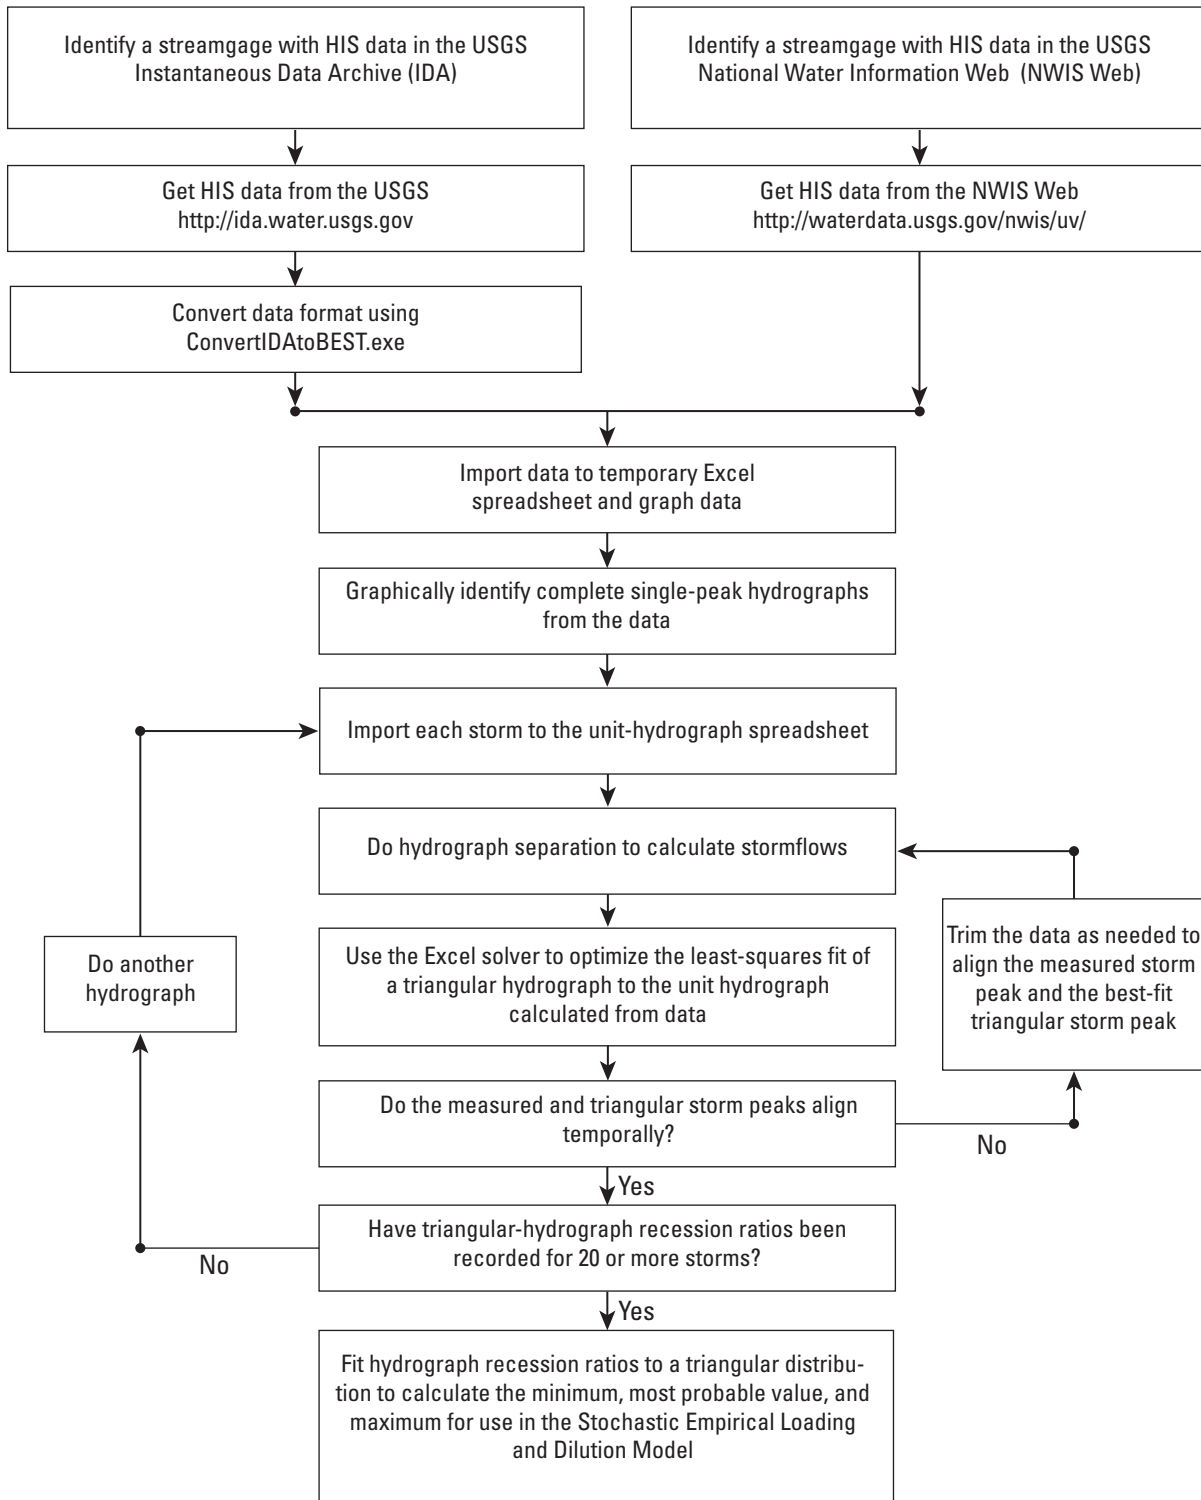 Identify a streamgage with HIS data in the USGS
Instantaneous Data Archive (IDA)
Identify a streamgage with HIS data in the USGS
National Water Information Web  (NWIS Web)
Get HIS data from the USGS
http://ida.water.usgs.gov
Get HIS data from the NWIS Web
http://waterdata.usgs.gov/nwis/uv/
Convert data format using
ConvertIDAtoBEST.exe
Import data to temporary Excel
spreadsheet and graph data
Graphically identify complete single-peak hydrographs
from the data
Import each storm to the unit-hydrograph spreadsheet
Do hydrograph separation to calculate stormflows
Do another
hydrograph
Use the Excel solver to optimize the least-squares fit of
a triangular hydrograph to the unit hydrograph
calculated from data
Trim the data as needed to
align the measured storm
peak and the best-fit
triangular storm peak
Do the measured and triangular storm peaks align
temporally?
No
Yes
Have triangular-hydrograph recession ratios been
recorded for 20 or more storms?
No
Yes
Fit hydrograph recession ratios to a triangular distribu-
tion to calculate the minimum, most probable value, and
maximum for use in the Stochastic Empirical Loading
and Dilution Model